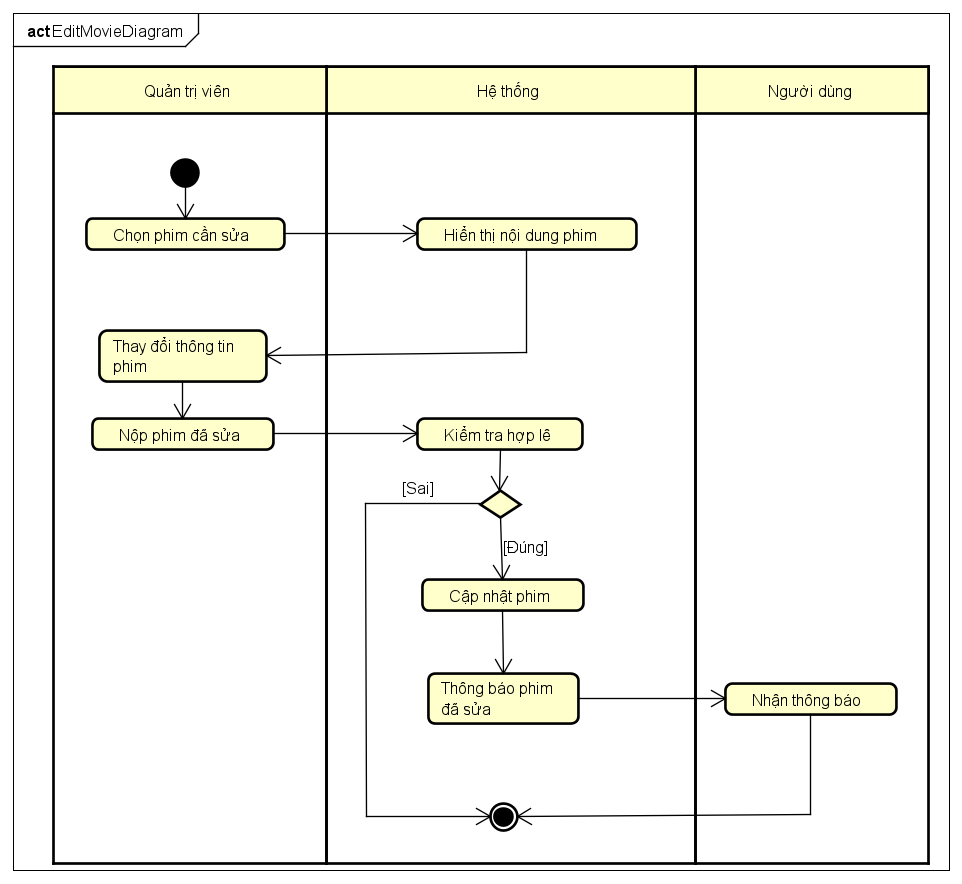 act EditMovieDiagram
Quản trị viên
Hệ thống
Người dùng
Chọn phim cần sửa
Hiển thị nội dung phim
Thay đổi thông tin
phim
Nộp phim đã sửa
Kiểm tra hợp lê
[Sai]
[Đúng]
Cập nhật phim
Thông báo phim
đã sửa
Nhận thông báo